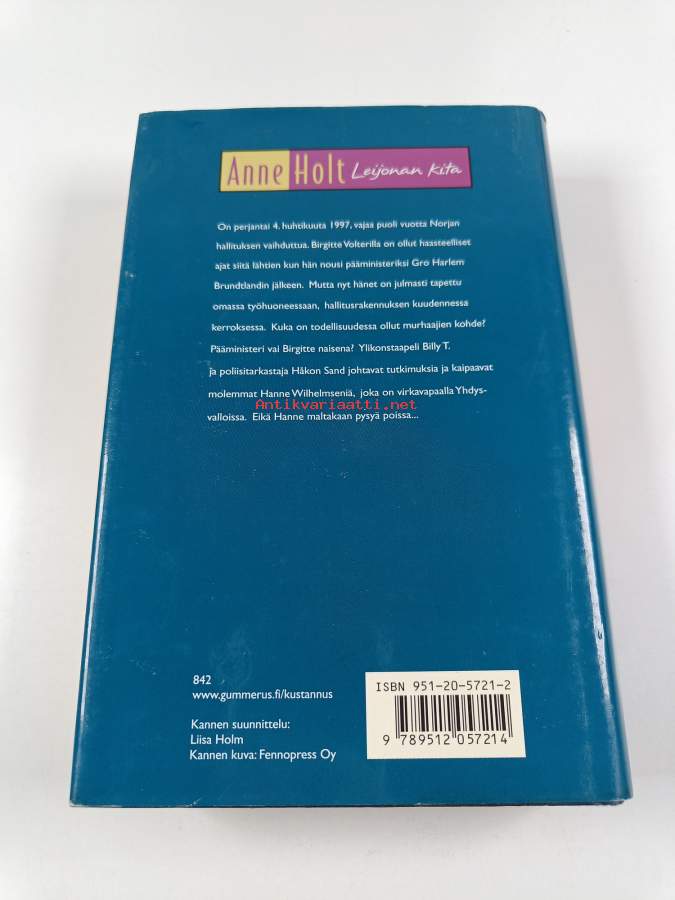 Anne Holt Leijonan kita
On perjantai 4. huhtikuuta 1997, vajaa puoli vuotta Norjan
hallituksen vaihduttua. Birgitte Volterilla on ollut haasteelliset
ajat siitä lähtien kun hän nousi pääministeriksi Gro Harlem
Brundtlandin jälkeen. Mutta nyt hänet on julmasti tapettu
omassa työhuoneessaan, hallitusrakennuksen kuudennessa
kerroksessa. Kuka on todellisuudessa ollut murhaajien kohde?
Pääministeri vai Birgitte naisena? Ylikonstaapeli Billy T.
ja poliisitarkastaja Håkon Sand johtavat tutkimuksia ja kaipaavat
molemmat Hanne Wilhelmseniä, joka on virkavapaalla Yhdys-
Antikvariaatti.net
valloissa. Eikä Hanne maltakaan pysyä poissa...
842
www.gummerus.fi/kustannus
Kannen suunnittelu:
Liisa Holm
Kannen kuva: Fennopress Oy
ISBN 951-20-5721-2
9 789512 057214